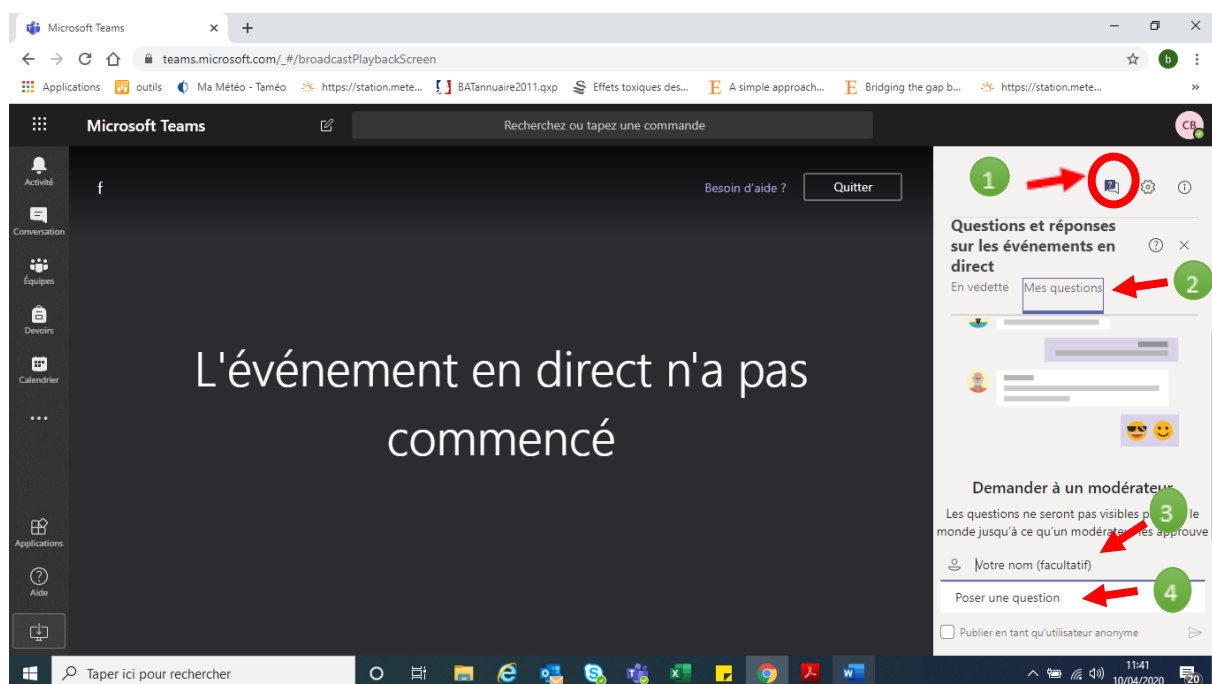 Microsoft Teams
teams.microsoft.com/_#/broadcastPlaybackScreen
b
Applications outils Ma Météo - Taméo https://station.mete... BATannuaire2011.qxp Effets toxiques des... A simple approach... Bridging the gap b... https://station.mete... »
Microsoft Teams
Recherchez ou tapez une commande
CB
Activité
Conversation
Équipes
Devoirs
Calendrier
Applications
Aide
f
Besoin d'aide ?
Quitter
L'événement en direct n'a pas
commencé
1
Questions et réponses
sur les événements en
direct
En vedette
Mes questions
2
Demander à un modérateur
Les questions ne seront pas visibles p le
monde jusqu'à ce qu'un modérateur les approuve
3
Votre nom (facultatif)
Poser une question
4
Publier en tant qu'utilisateur anonyme
Taper ici pour rechercher
11:41
10/04/2020
20